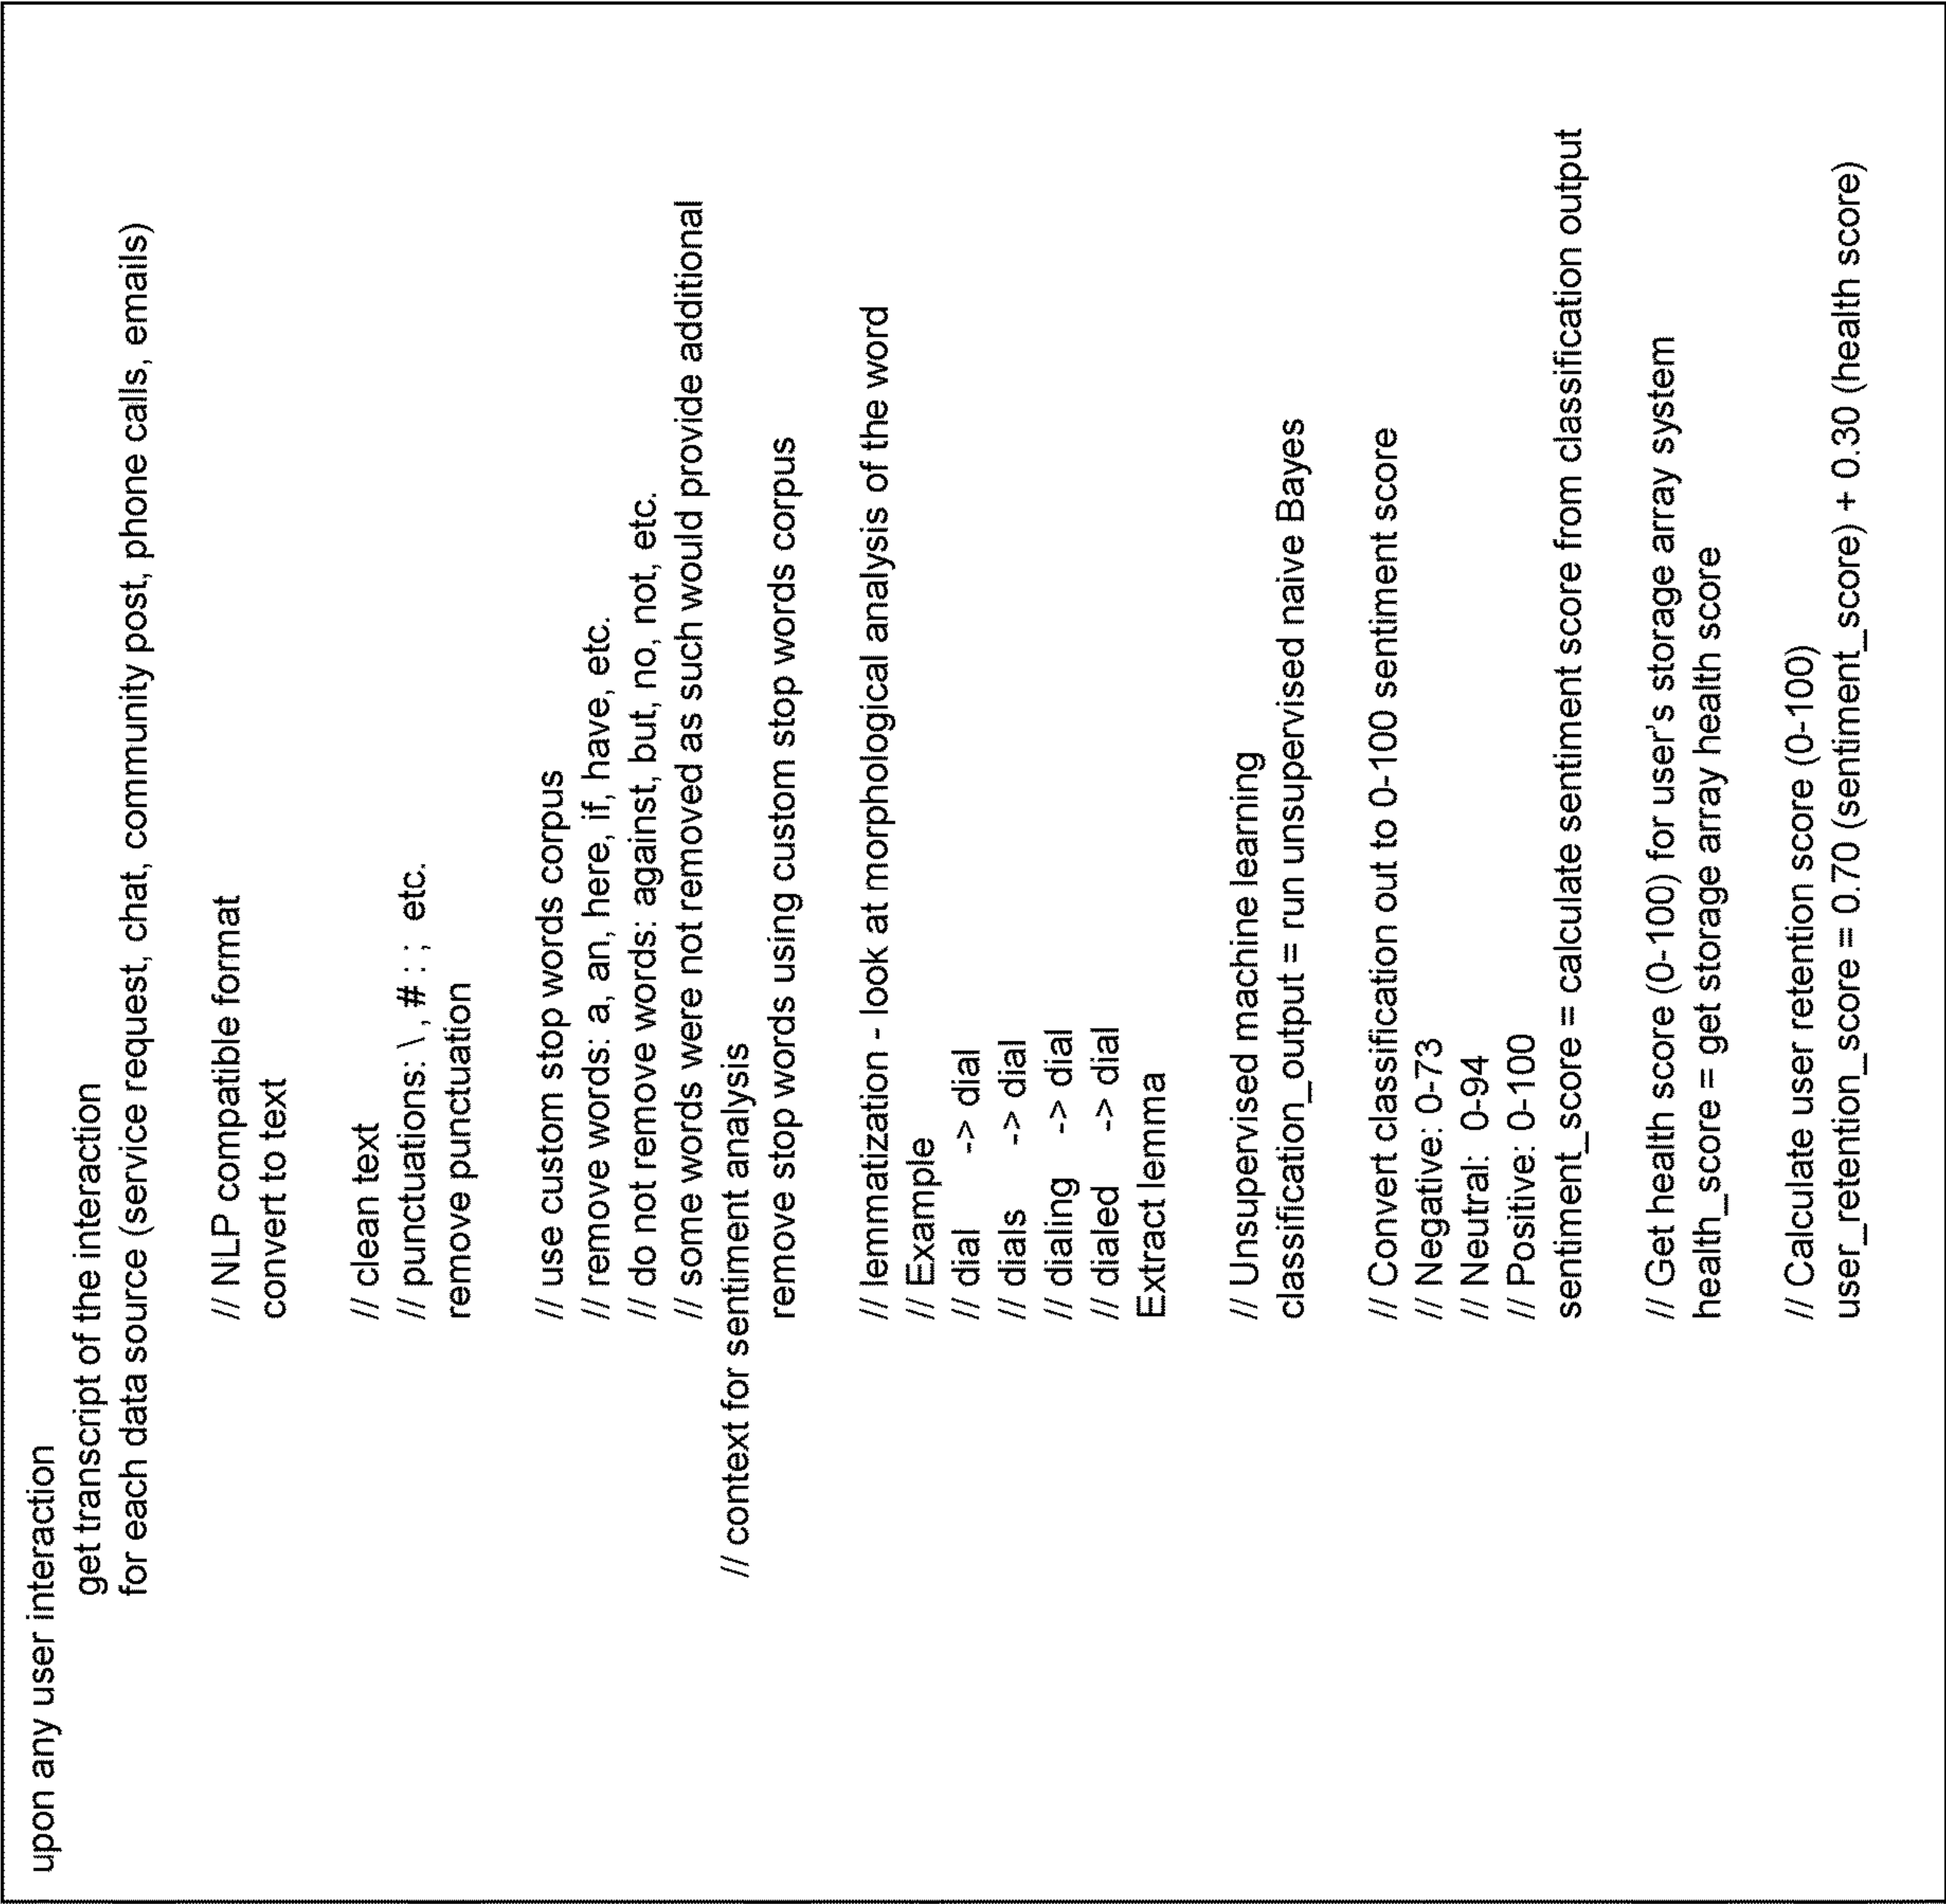 upon any user interaction
get transcript of the interaction
for each data source (service request, chat, community post, phone calls, emails)
// NLP compatible format
convert to text
// clean text
// punctuations: \ , # : ; etc.
remove punctuation
// use custom stop words corpus
// remove words: a, an, here, if, have, etc.
// do not remove words: against, but, no, not, etc.
// some words were not removed as such would provide additional
// context for sentiment analysis
remove stop words using custom stop words corpus
// lemmatization - look at morphological analysis of the word
// Example
// dial -> dial
// dials -> dial
// dialing -> dial
// dialed -> dial
Extract lemma
// Unsupervised machine learning
classification_output = run unsupervised naive Bayes
// Convert classification out to 0-100 sentiment score
// Negative: 0-73
// Neutral: 0-94
// Positive: 0-100
sentiment_score = calculate sentiment score from classification output
// Get health score (0-100) for user's storage array system
health_score = get storage array health score
// Calculate user retention score (0-100)
user_retention_score = 0.70 (sentiment_score) + 0.30 (health score)